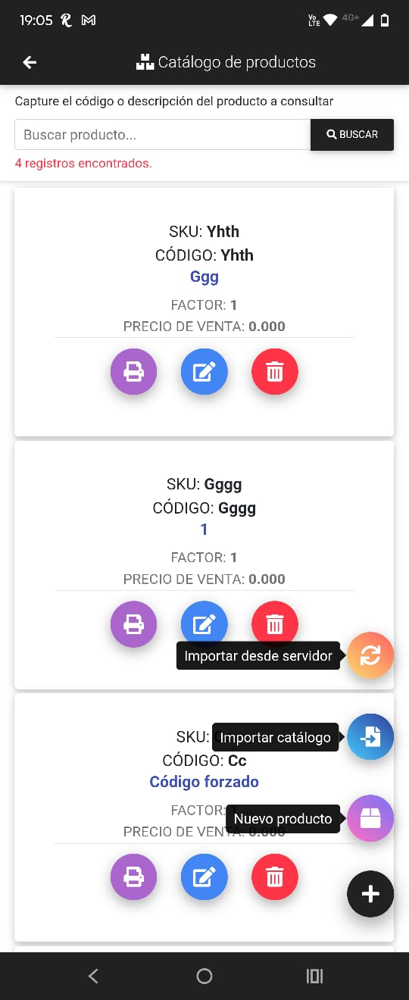 19:05
Vo LTE 4G+
Catálogo de productos
Capture el código o descripción del producto a consultar
Buscar producto...
BUSCAR
4 registros encontrados.
SKU: Yhth
CÓDIGO: Yhth
Ggg
FACTOR: 1
PRECIO DE VENTA: 0.000
SKU: Gggg
CÓDIGO: Gggg
1
FACTOR: 1
PRECIO DE VENTA: 0.000
Importar desde servidor
SKU:
Importar catálogo
CÓDIGO: Cc
Código forzado
FACTOR:
Nuevo producto
PRECIO DE VENTA: 0.000